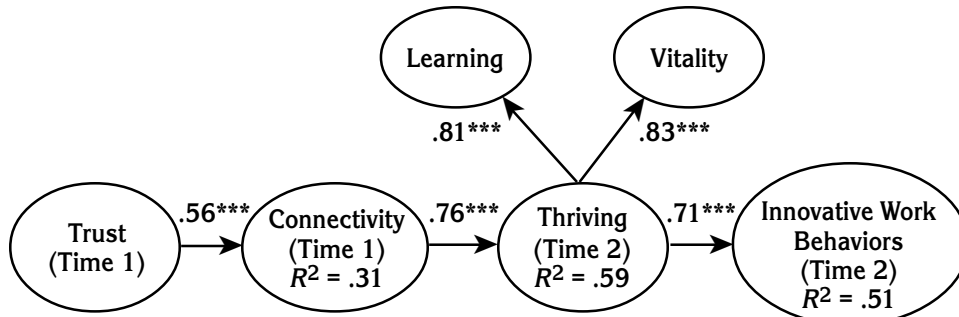 Learning
Vitality
.81***
.83***
Trust
(Time 1)
.56***
Connectivity
(Time 1)
R² = .31
.76***
Thriving
(Time 2)
R² = .59
.71***
Innovative Work
Behaviors
(Time 2)
R² = .51